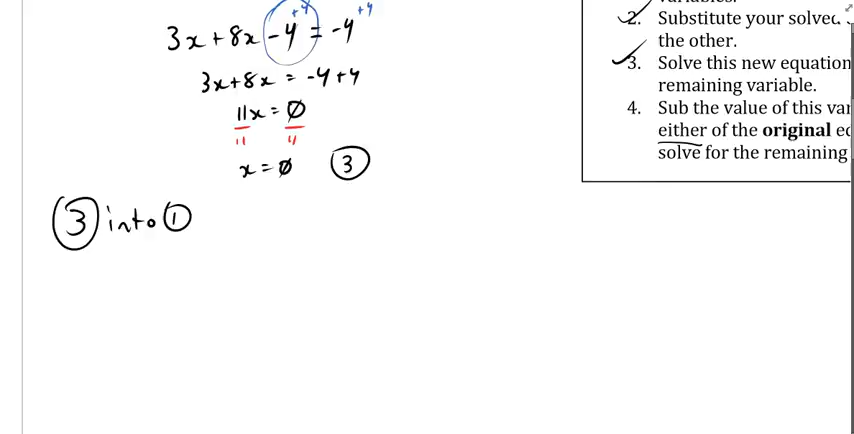 +4 +4
3x + 8x - 4 = -4
3x + 8x = -4 + 4
11x = 0
11 11
x = 0 3
3 into 1
variables.
2. Substitute your solved
the other.
3. Solve this new equation
remaining variable.
4. Sub the value of this var
either of the original eq
solve for the remaining